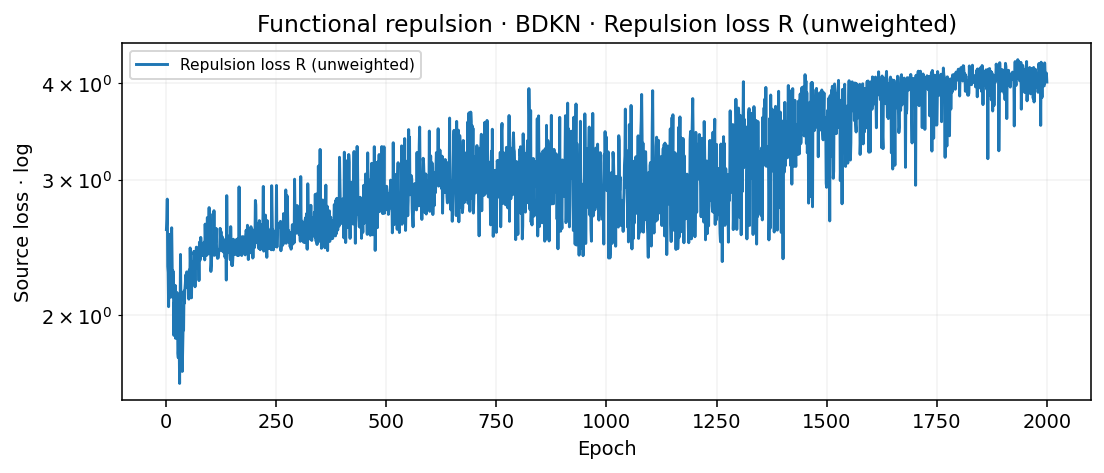 Functional repulsion · BDKN · Repulsion loss R (unweighted)
Repulsion loss R (unweighted)
Source loss · log
4 × 10⁰
3 × 10⁰
2 × 10⁰
0 250 500 750 1000 1250 1500 1750 2000
Epoch